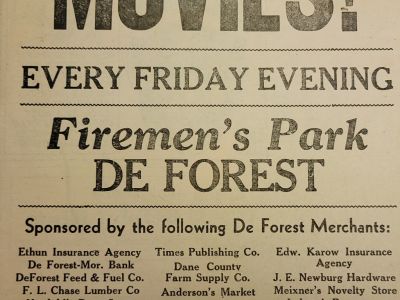 MOVIES!
EVERY FRIDAY EVENING
Firemen's Park
DE FOREST
Sponsored by the following De Forest Merchants:
Ethun Insurance Agency
De Forest-Mor. Bank
DeForest Feed & Fuel Co.
F. L. Chase Lumber Co
Times Publishing Co.
Dane County
Farm Supply Co.
Anderson's Market
Edw. Karow Insurance
Agency
J. E. Newburg Hardware
Meixner's Novelty Store